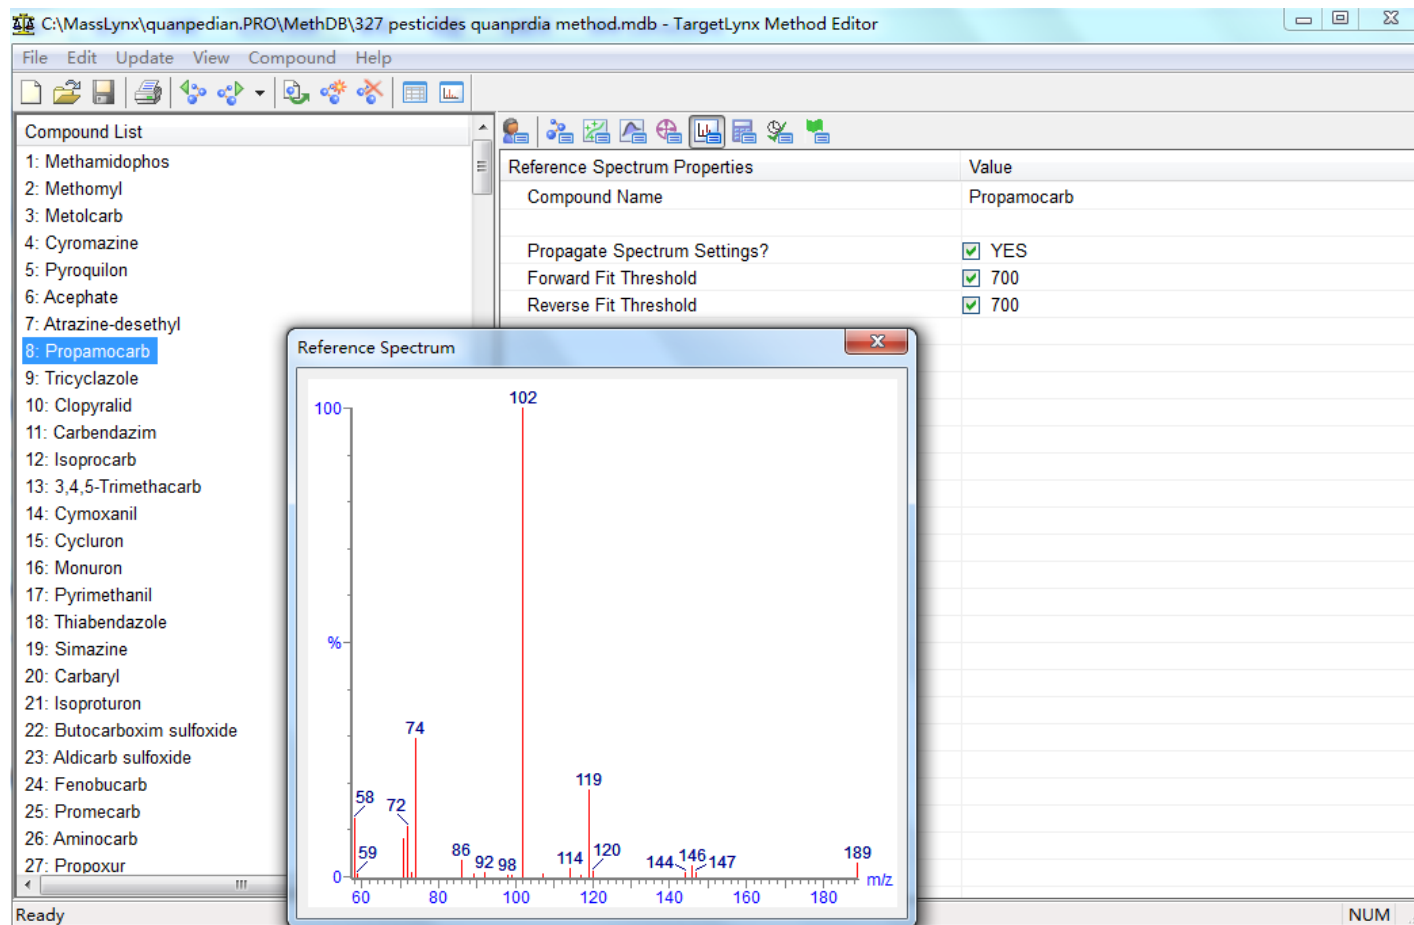 C:\MassLynx\quanpedian.PRO\MethDB\327 pesticides quanprdia method.mdb - TargetLynx Method Editor
File Edit Update View Compound Help
Compound List
1: Methamidophos
2: Methomyl
3: Metolcarb
4: Cyromazine
5: Pyroquilon
6: Acephate
7: Atrazine-desethyl
8: Propamocarb
9: Tricyclazole
10: Clopyralid
11: Carbendazim
12: Isoprocarb
13: 3,4,5-Trimethacarb
14: Cymoxanil
15: Cycluron
16: Monuron
17: Pyrimethanil
18: Thiabendazole
19: Simazine
20: Carbaryl
21: Isoproturon
22: Butocarboxim sulfoxide
23: Aldicarb sulfoxide
24: Fenobucarb
25: Promecarb
26: Aminocarb
27: Propoxur
Reference Spectrum Properties Value
Compound Name Propamocarb
Propagate Spectrum Settings? YES
Forward Fit Threshold 700
Reverse Fit Threshold 700
Reference Spectrum
102
100
%
74
119
58 72
59 86 92 98 114 120 144 146 147 189
0 m/z
60 80 100 120 140 160 180
Ready NUM